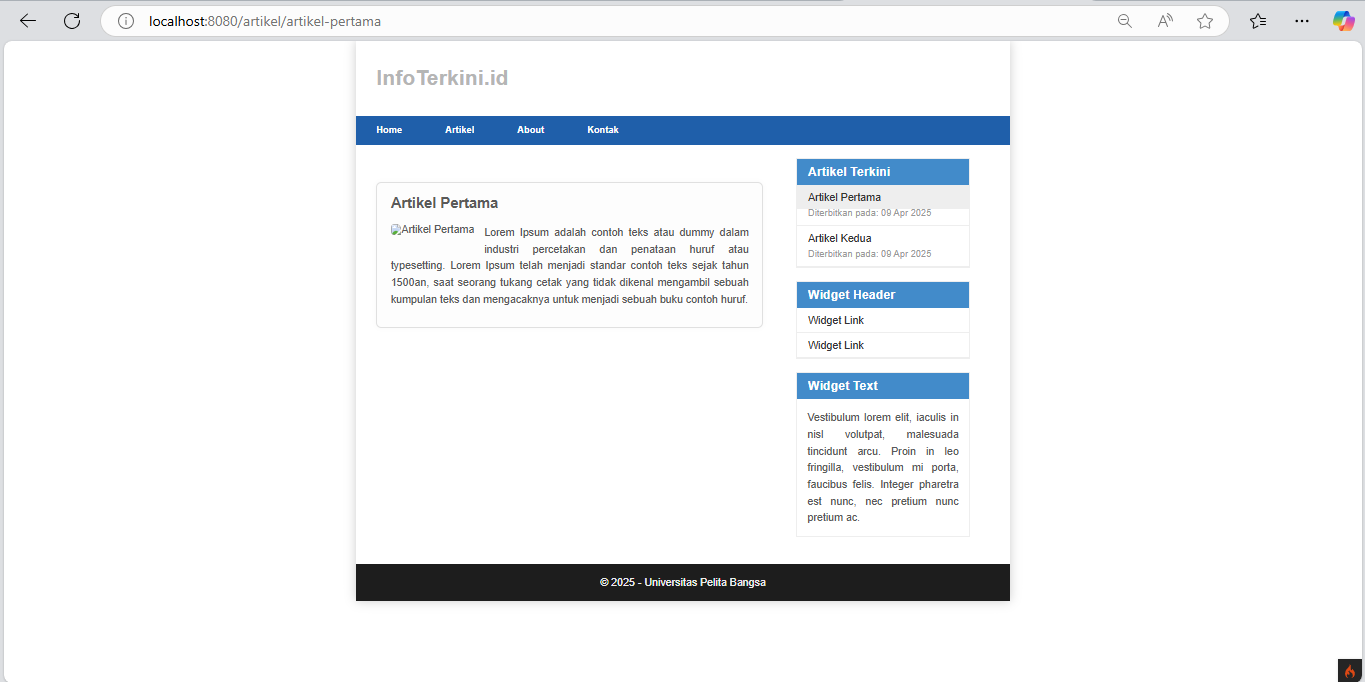 localhost:8080/artikel/artikel-pertama
InfoTerkini.id
Home Artikel About Kontak
Artikel Pertama
Artikel Pertama
Lorem Ipsum adalah contoh teks atau dummy dalam
industri percetakan dan penataan huruf atau
typesetting. Lorem Ipsum telah menjadi standar contoh teks sejak tahun
1500an, saat seorang tukang cetak yang tidak dikenal mengambil sebuah
kumpulan teks dan mengacaknya untuk menjadi sebuah buku contoh huruf.
Artikel Terkini
Artikel Pertama
Diterbitkan pada: 09 Apr 2025
Artikel Kedua
Diterbitkan pada: 09 Apr 2025
Widget Header
Widget Link
Widget Link
Widget Text
Vestibulum lorem elit, iaculis in
nisl volutpat, malesuada
tincidunt arcu. Proin in leo
fringilla, vestibulum mi porta,
faucibus felis. Integer pharetra
est nunc, nec pretium nunc
pretium ac.
© 2025 - Universitas Pelita Bangsa